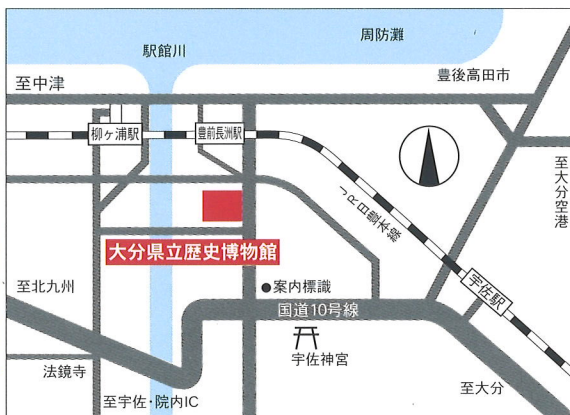 周防灘
駅館川
豊後高田市
至中津
柳ヶ浦駅
豊前長洲駅
至大分空港
JR日豊本線
大分県立歴史博物館
至北九州
案内標識
宇佐駅
国道10号線
宇佐神宮
法鏡寺
至大分
至宇佐・院内IC